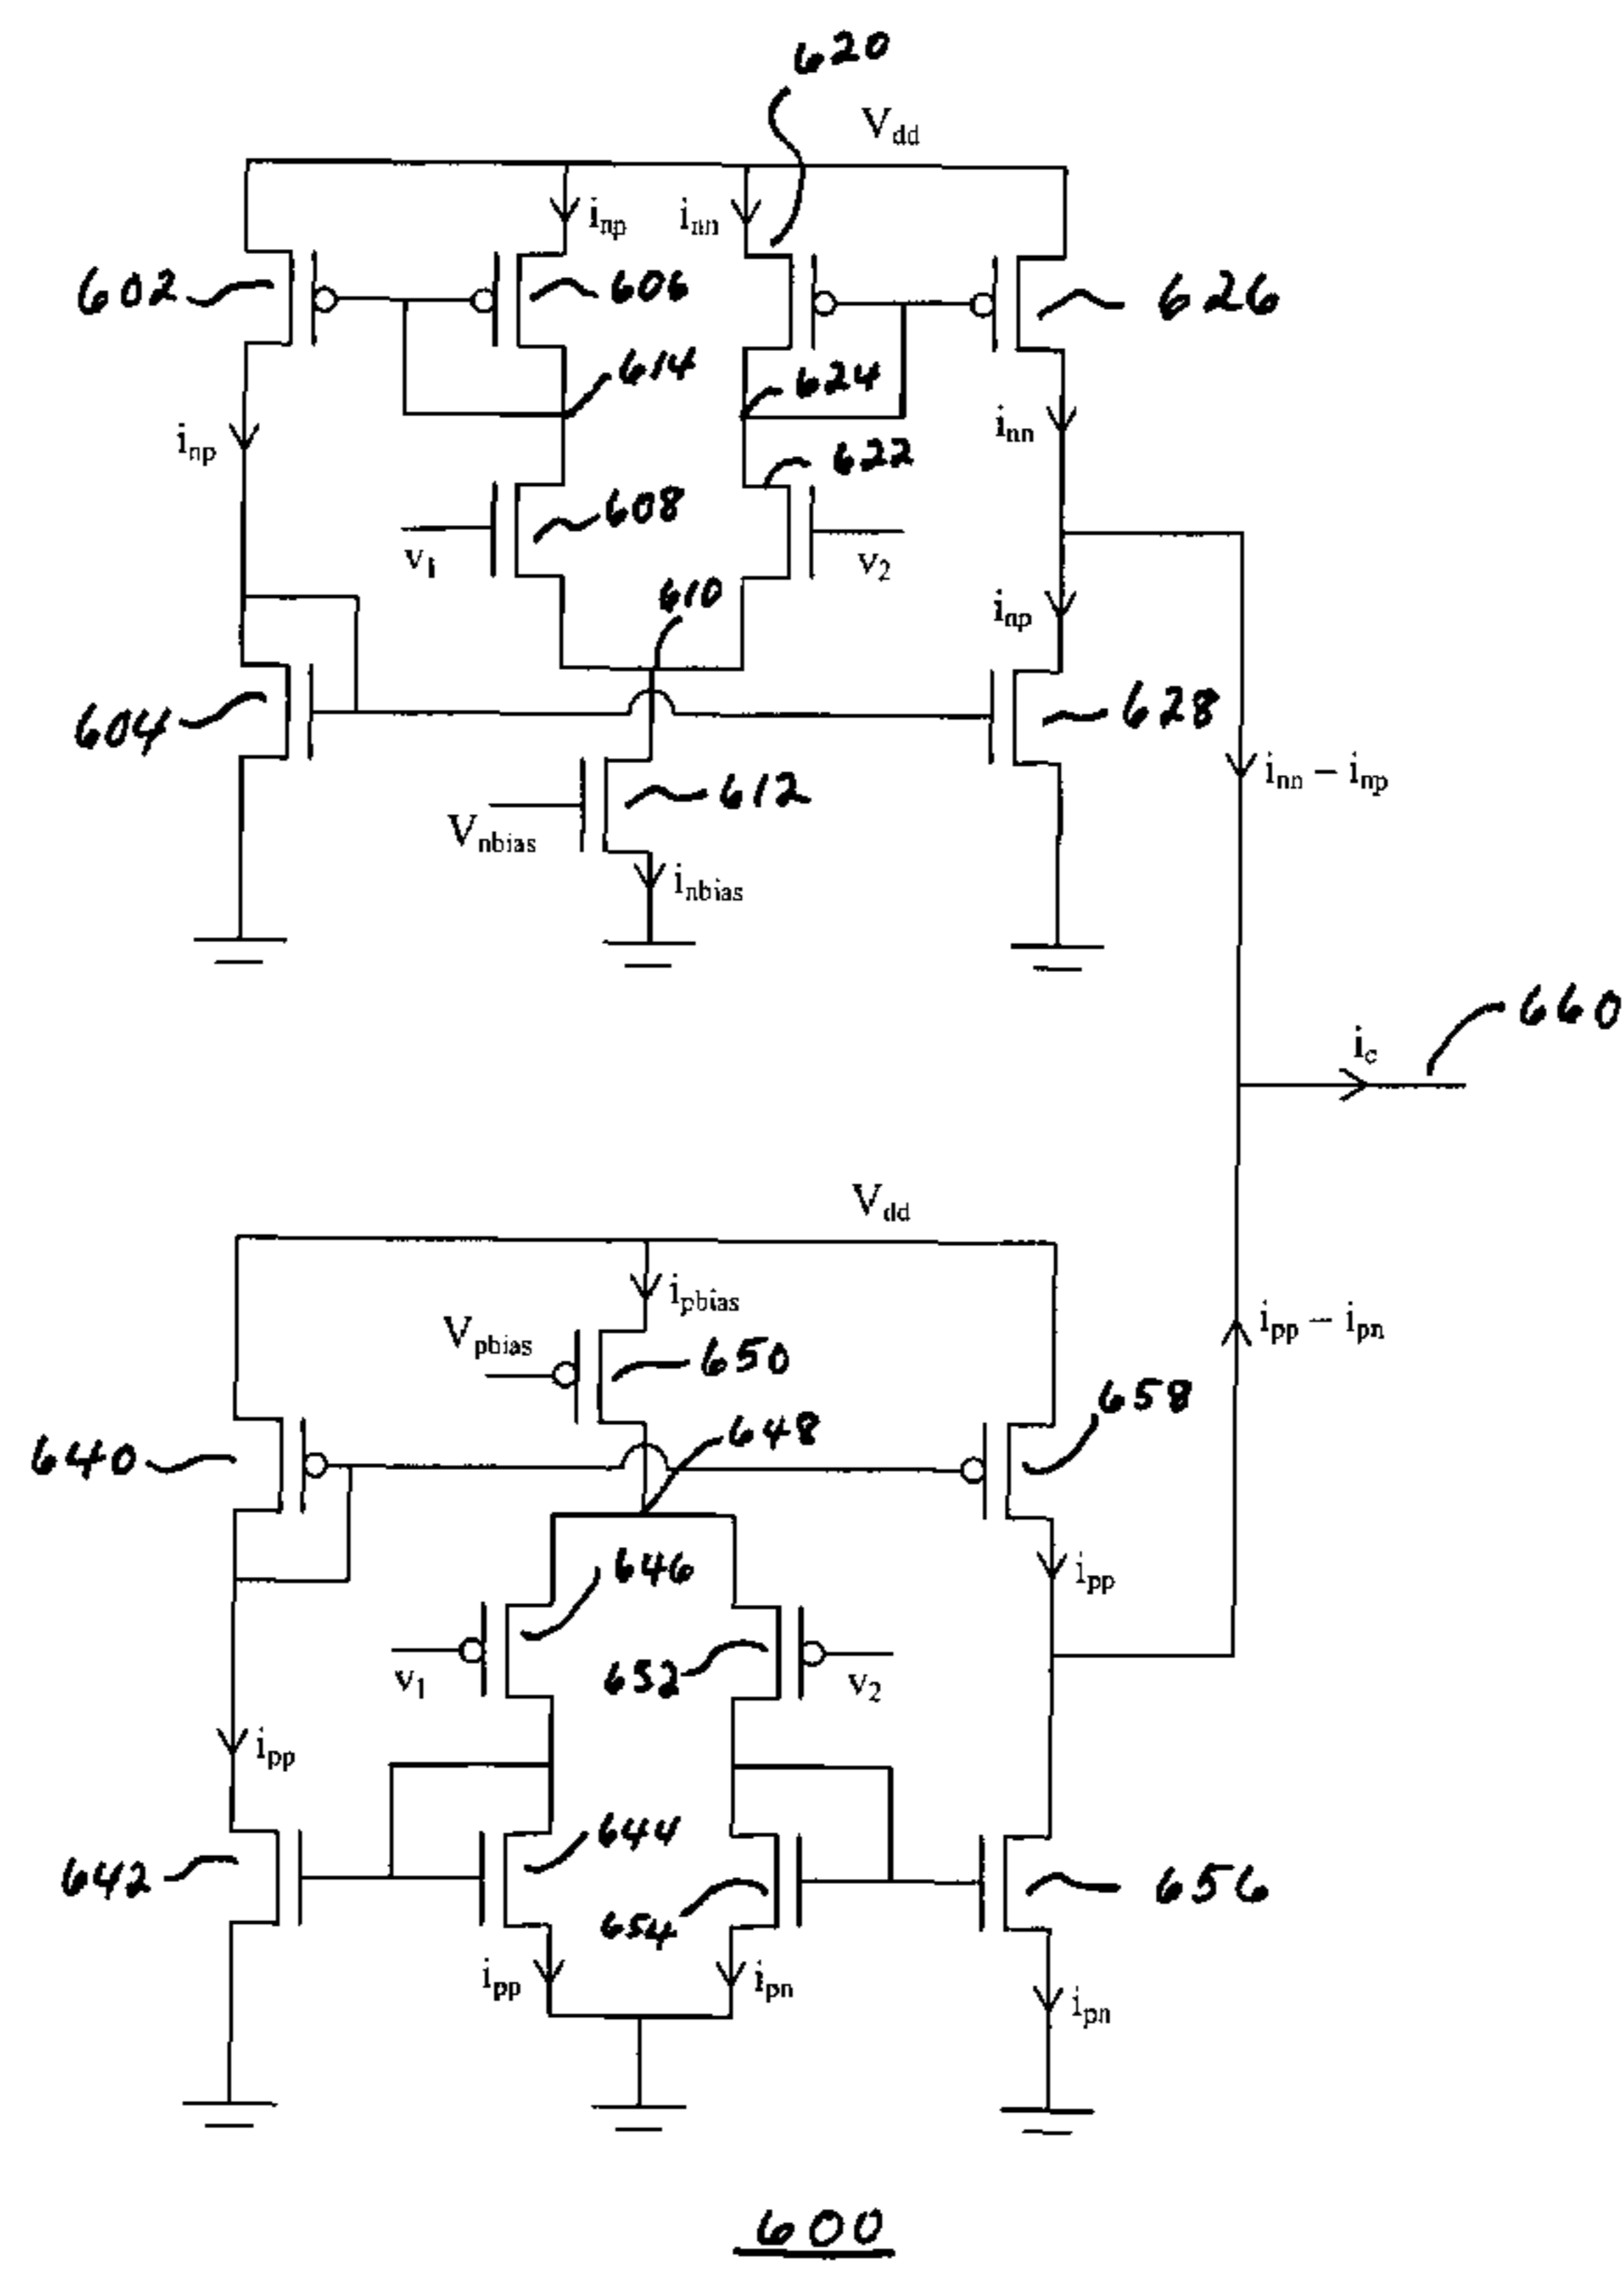 620
Vdd
inp
inn
602
606
626
614
624
inp
inn
622
608
v1
v2
610
inp
604
628
612
inn – inp
Vnbias
inbias
660
ic
Vdd
ipbias
Vpbias
650
ipp – ipn
658
648
640
646
ipp
v1
652
v2
ipp
644
642
654
656
ipp
ipn
ipn
600